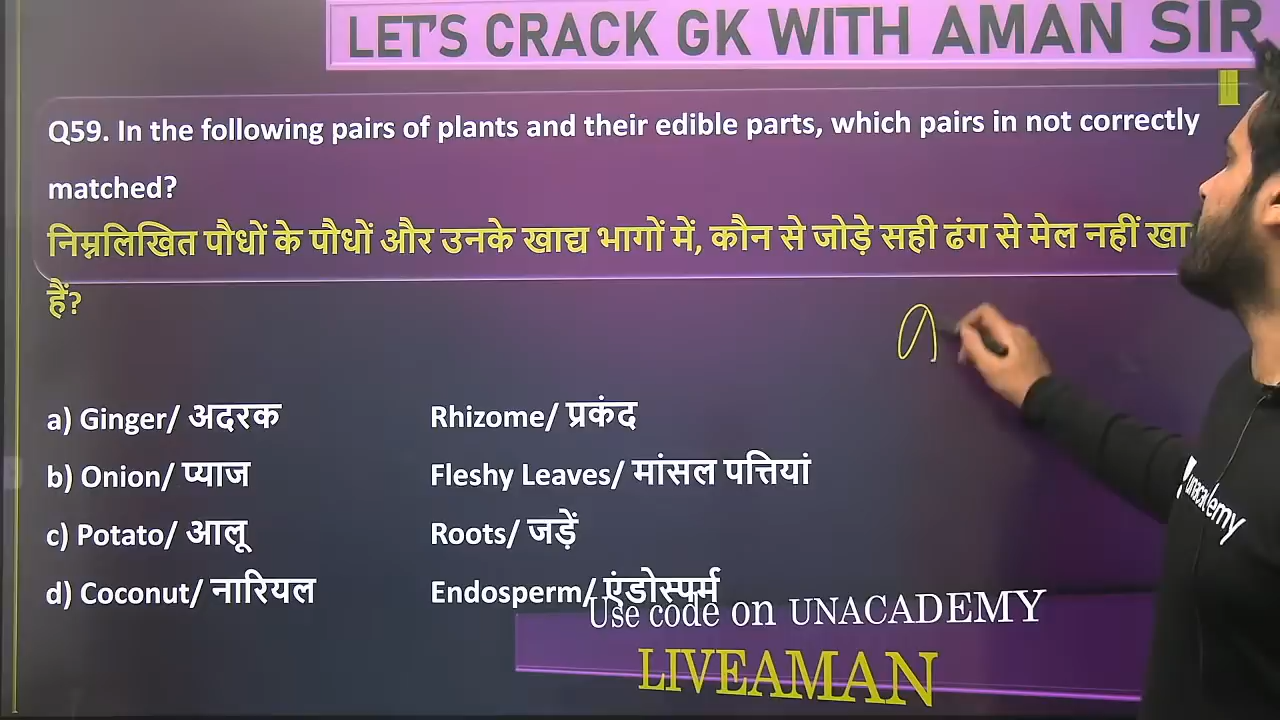 LET'S CRACK GK WITH AMAN SIR
Q59. In the following pairs of plants and their edible parts, which pairs in not correctly
matched?
निम्नलिखित पौधों के पौधों और उनके खाद्य भागों में, कौन से जोड़े सही ढंग से मेल नहीं
हैं?
a) Ginger/ अदरक Rhizome/ प्रकंद
b) Onion/ प्याज Fleshy Leaves/ मांसल पत्तियां
c) Potato/ आलू Roots/ जड़ें
d) Coconut/ नारियल Endosperm/ एंडोस्पर्म
Use code on UNACADEMY
LIVEAMAN
unacademy